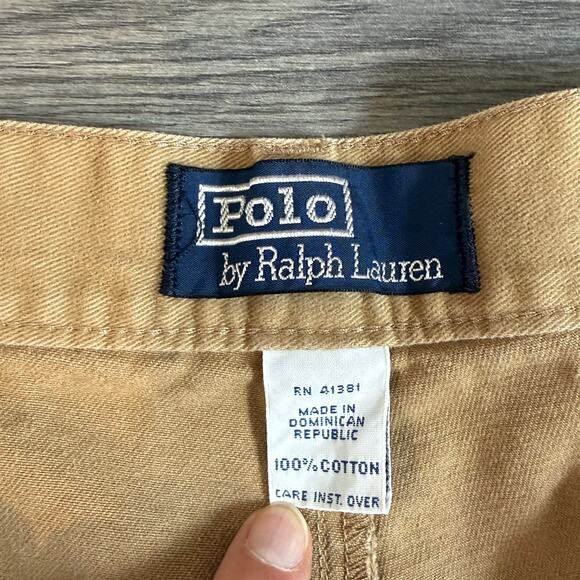 Polo
by Ralph Lauren
RN 41381
MADE IN
DOMINICAN
REPUBLIC
100% COTTON
CARE INST. OVER